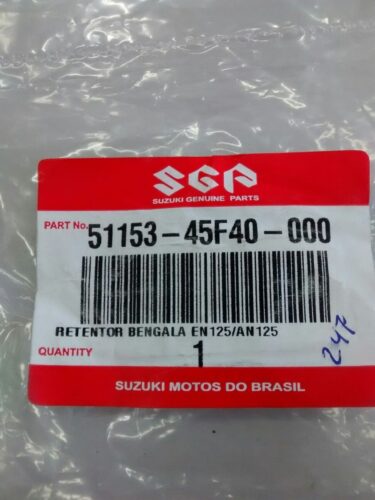 SGP
SUZUKI GENUINE PARTS
PART No. 51153-45F40-000
RETENTOR BENGALA EN125/AN125
QUANTITY 1
SUZUKI MOTOS DO BRASIL